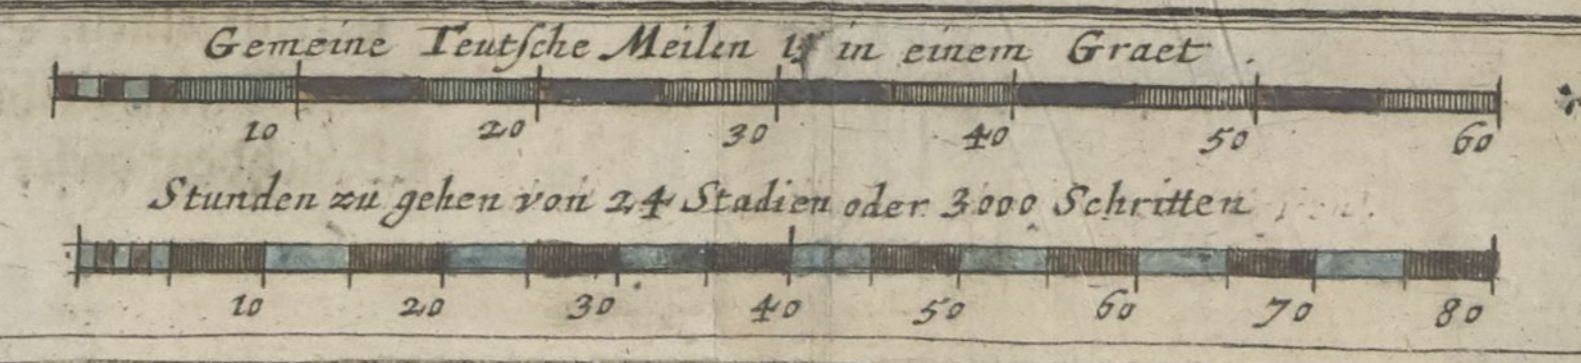 Gemeine Teutſche Meilen 15 in einem Graet.
10 20 30 40 50 60
Stunden zu gehen von 24 Stadien oder 3000 Schritten
10 20 30 40 50 60 70 80